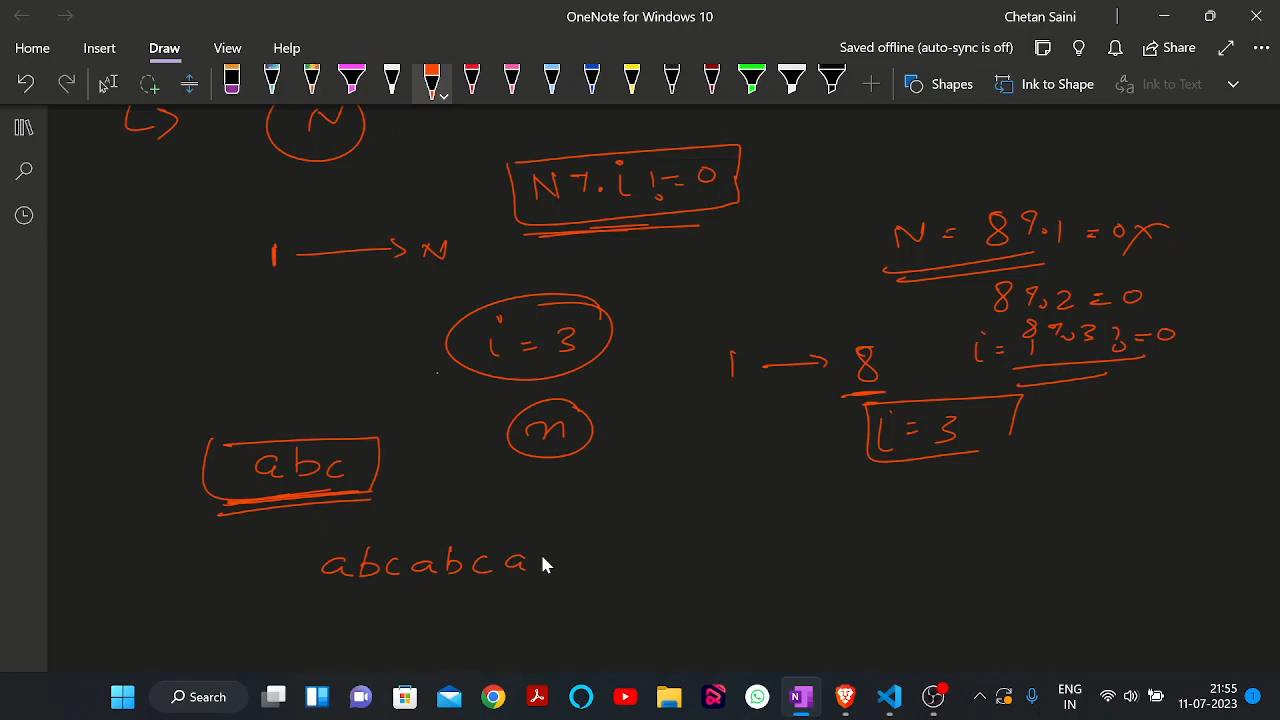 OneNote for Windows 10
Chetan Saini
Home Insert Draw View Help
Saved offline (auto-sync is off)
Share
Shapes
Ink to Shape
Ink to Text
N
N % i != 0
1 → N
N = 8 % 1 = 0 x
8 % 2 = 0
8 % 3 != 0
i = 1
i = 3
1 → 8
i = 3
n
abc
abcabca
Search
ENG
IN
21:55
11-07-2023
1